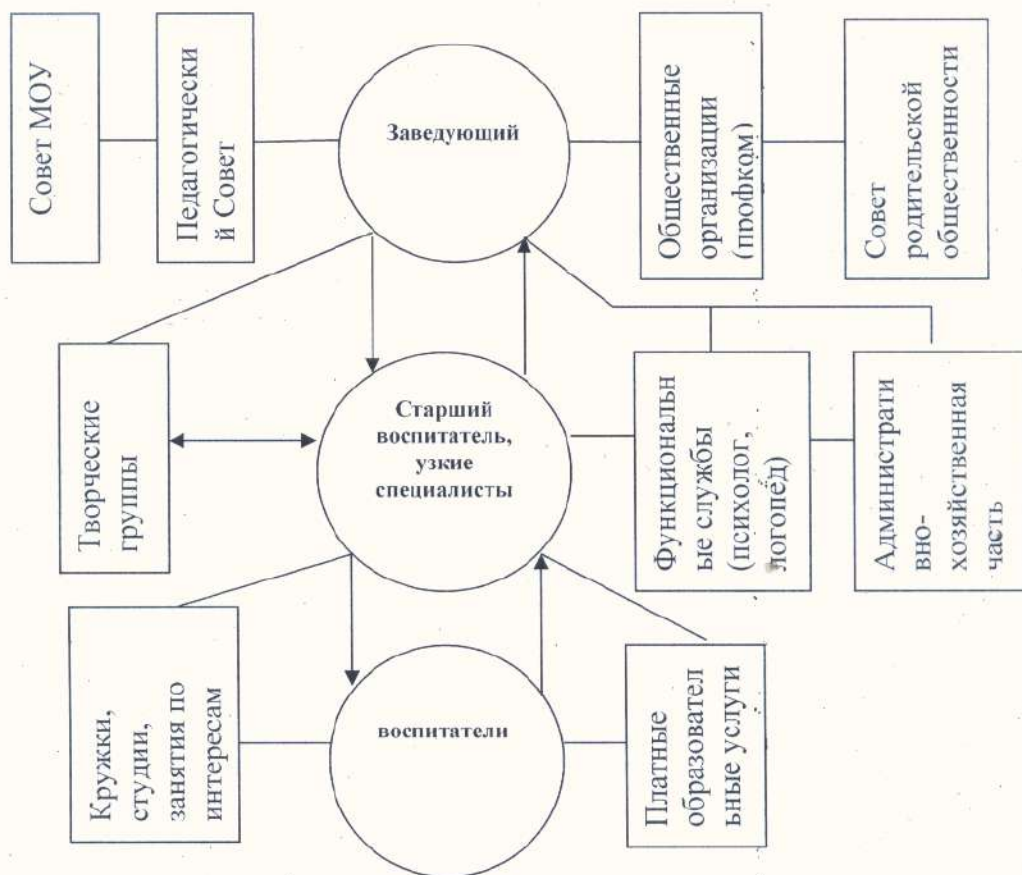 Совет МОУ
Педагогически
й Совет
Заведующий
Общественные
организации
(профком)
Совет
родительской
общественности
Творческие
группы
Старший
воспитатель,
узкие
специалисты
Функциональн
ые службы
(психолог,
логопед)
Администрати
вно-
хозяйственная
часть
Кружки,
студии,
занятия по
интересам
воспитатели
Платные
образовател
ьные услуги